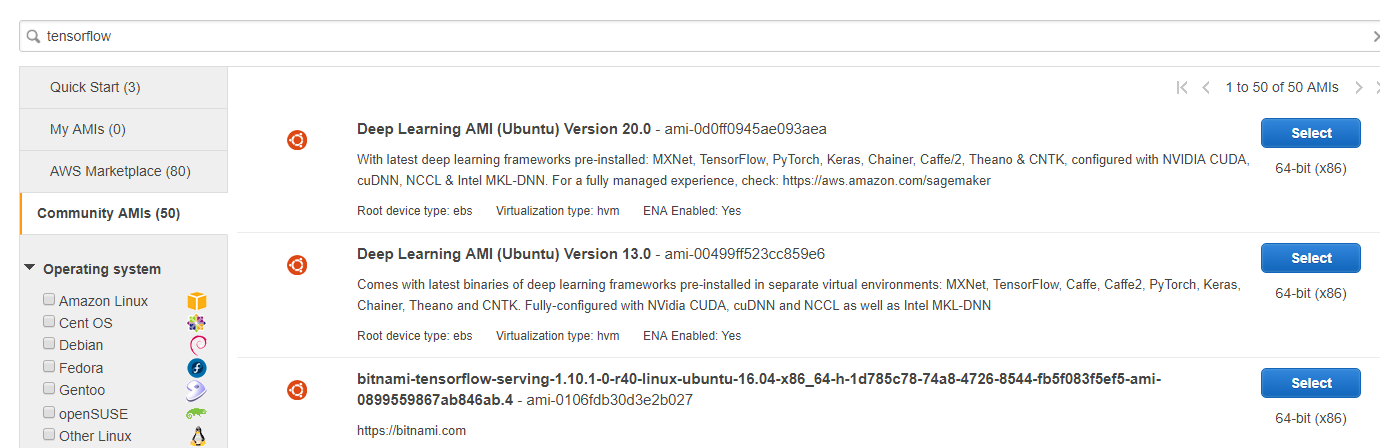 tensorflow
Quick Start (3)
My AMIs (0)
AWS Marketplace (80)
Community AMIs (50)
Operating system
Amazon Linux
Cent OS
Debian
Fedora
Gentoo
openSUSE
Other Linux
1 to 50 of 50 AMIs
Deep Learning AMI (Ubuntu) Version 20.0 - ami-0d0ff0945ae093aea
With latest deep learning frameworks pre-installed: MXNet, TensorFlow, PyTorch, Keras, Chainer, Caffe/2, Theano & CNTK, configured with NVIDIA CUDA,
cuDNN, NCCL & Intel MKL-DNN. For a fully managed experience, check: https://aws.amazon.com/sagemaker
Root device type: ebs Virtualization type: hvm ENA Enabled: Yes
Select
64-bit (x86)
Deep Learning AMI (Ubuntu) Version 13.0 - ami-00499ff523cc859e6
Comes with latest binaries of deep learning frameworks pre-installed in separate virtual environments: MXNet, TensorFlow, Caffe, Caffe2, PyTorch, Keras,
Chainer, Theano and CNTK. Fully-configured with NVidia CUDA, cuDNN and NCCL as well as Intel MKL-DNN
Root device type: ebs Virtualization type: hvm ENA Enabled: Yes
Select
64-bit (x86)
bitnami-tensorflow-serving-1.10.1-0-r40-linux-ubuntu-16.04-x86_64-h-1d785c78-74a8-4726-8544-fb5f083f5ef5-ami-
0899559867ab846ab.4 - ami-0106fdb30d3e2b027
https://bitnami.com
Select
64-bit (x86)